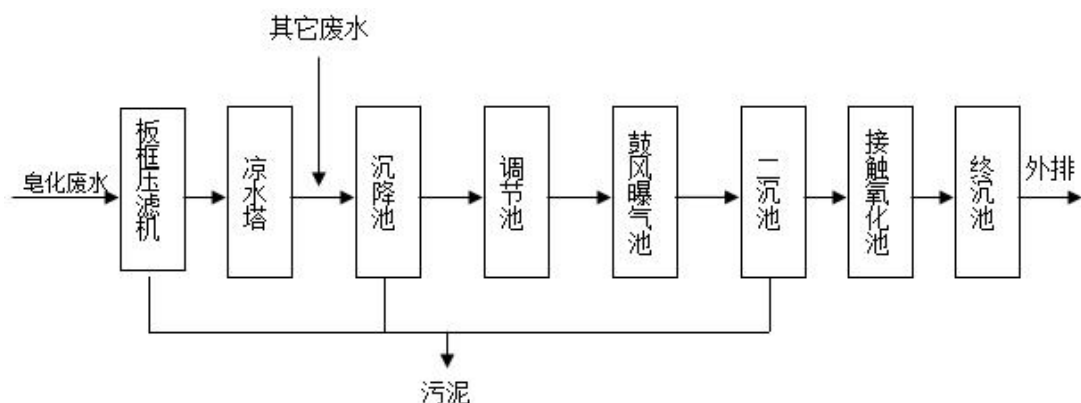 其它废水
皂化废水
板框压滤机
凉水塔
沉降池
调节池
鼓风曝气池
二沉池
接触氧化池
终沉池
外排
污泥